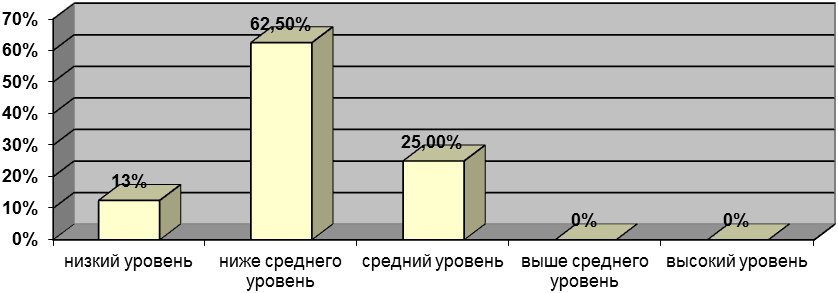 70%
60%
50%
40%
30%
20%
10%
0%
13%
62,50%
25,00%
0%
0%
низкий уровень
ниже среднего
уровень
средний уровень
выше среднего
уровень
высокий уровень